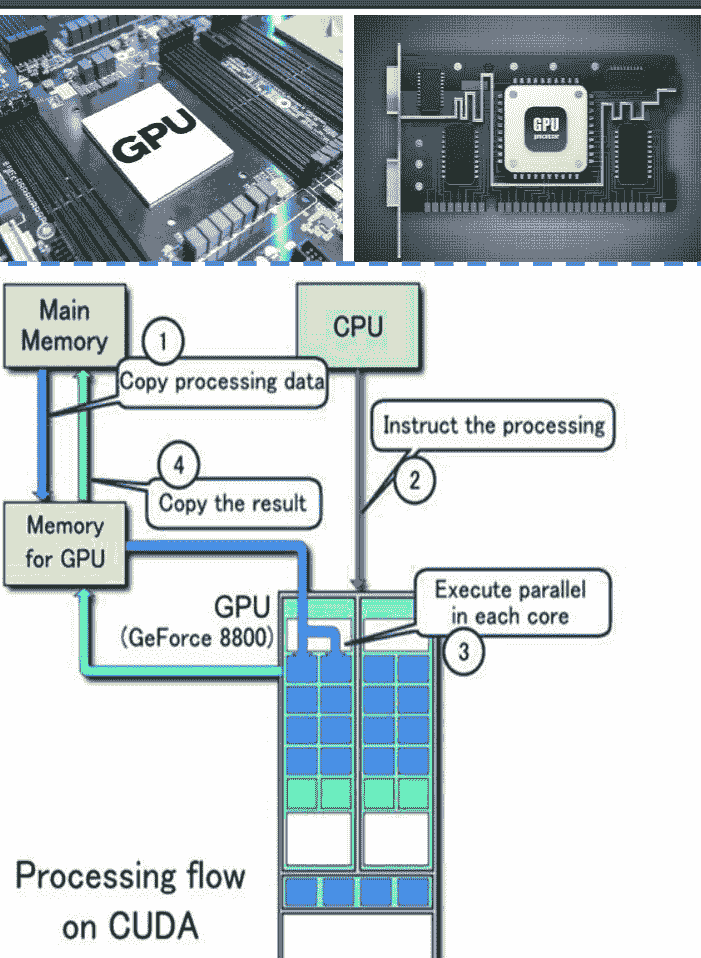 GPU
GPU
processor
Main
Memory
CPU
1
Copy processing data
Instruct the processing
2
4
Copy the result
Memory
for GPU
Execute parallel
in each core
3
GPU
(GeForce 8800)
Processing flow
on CUDA